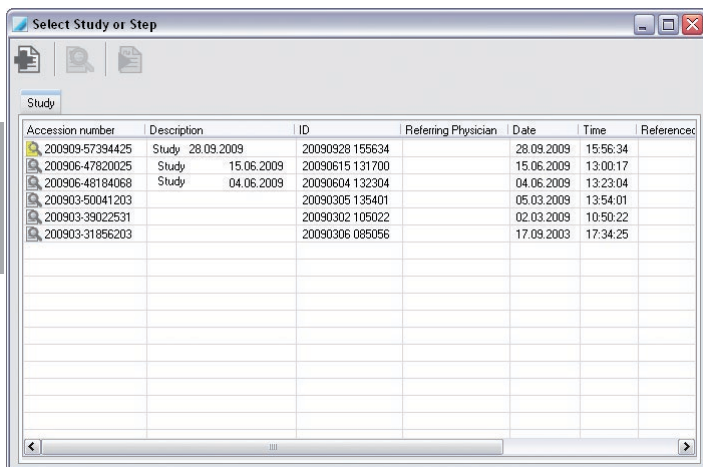 Select Study or Step
Study
Accession number Description ID Referring Physician Date Time Referenced
200909-57394425 Study 28.09.2009 20090928 155634 28.09.2009 15:56:34
200906-47820025 Study 15.06.2009 20090615 131700 15.06.2009 13:00:17
200906-48184068 Study 04.06.2009 20090604 132304 04.06.2009 13:23:04
200903-50041203 20090305 135401 05.03.2009 13:54:01
200903-39022531 20090302 105022 02.03.2009 10:50:22
200903-31856203 20090306 085056 17.09.2003 17:34:25